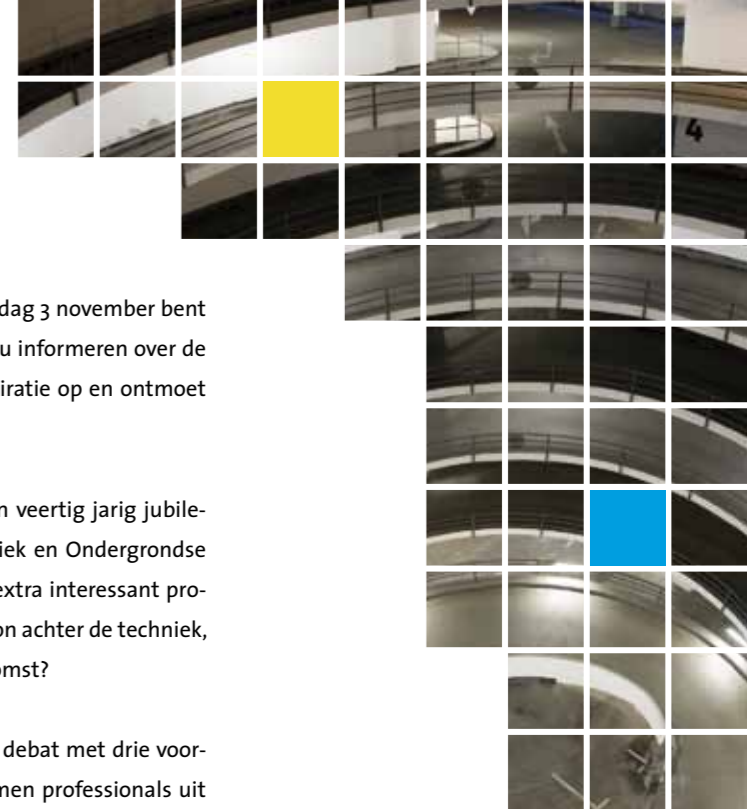 4
dag 3 november bent
u informeren over de
iratie op en ontmoet
n veertig jarig jubile-
iek en Ondergrondse
extra interessant pro-
on achter de techniek,
omst?
debat met drie voor-
men professionals uit